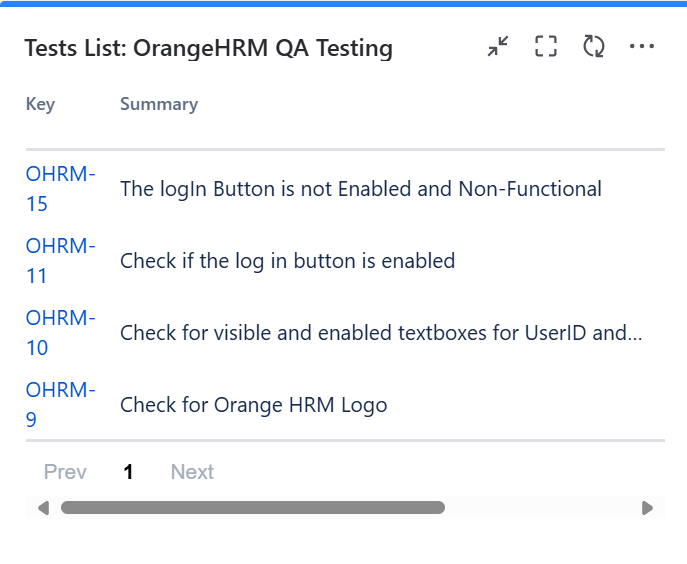 Tests List: OrangeHRM QA Testing
Key Summary
OHRM-
15
The logIn Button is not Enabled and Non-Functional
OHRM-
11
Check if the log in button is enabled
OHRM-
10
Check for visible and enabled textboxes for UserID and...
OHRM-
9
Check for Orange HRM Logo
Prev 1 Next